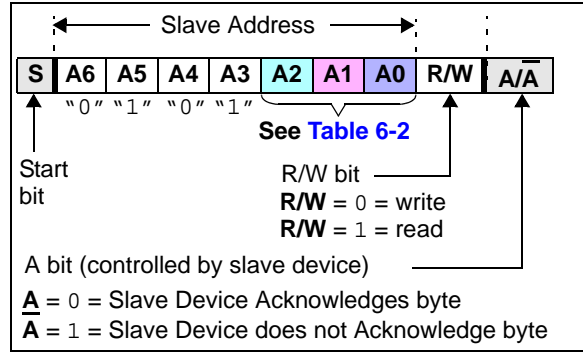 Slave Address
S A6 A5 A4 A3 A2 A1 A0 R/W A/A̅
“0” “1” “0” “1”
See Table 6-2
Start
bit
R/W bit
R/W = 0 = write
R/W = 1 = read
A bit (controlled by slave device)
A = 0 = Slave Device Acknowledges byte
A̅ = 1 = Slave Device does not Acknowledge byte